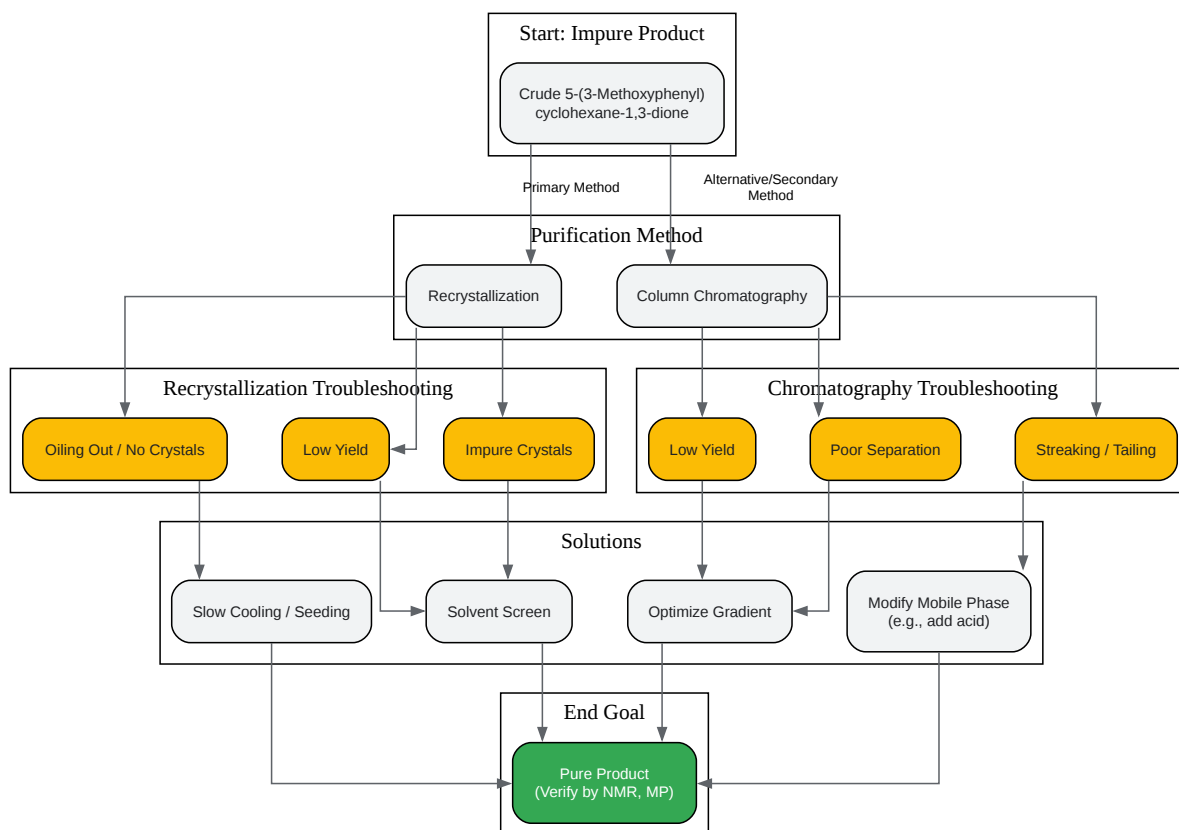 Start: Impure Product
Crude 5-(3-Methoxyphenyl)
cyclohexane-1,3-dione
Primary Method
Alternative/Secondary
Method
Purification Method
Recrystallization
Column Chromatography
Recrystallization Troubleshooting
Chromatography Troubleshooting
Oiling Out / No Crystals
Low Yield
Impure Crystals
Low Yield
Poor Separation
Streaking / Tailing
Solutions
Slow Cooling / Seeding
Solvent Screen
Optimize Gradient
Modify Mobile Phase
(e.g., add acid)
End Goal
Pure Product
(Verify by NMR, MP)